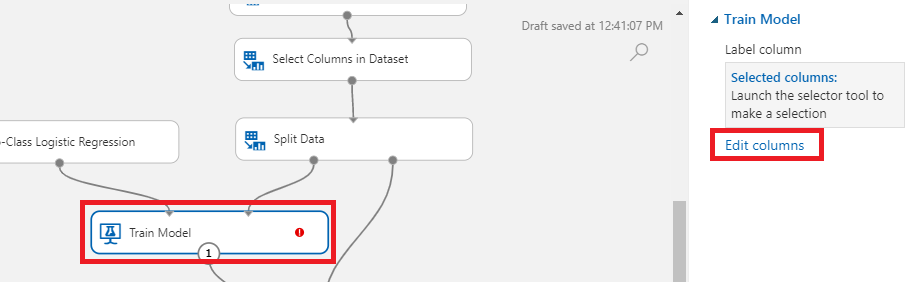 Draft saved at 12:41:07 PM
Select Columns in Dataset
Split Data
-Class Logistic Regression
Train Model
1
Train Model
Label column
Selected columns:
Launch the selector tool to
make a selection
Edit columns